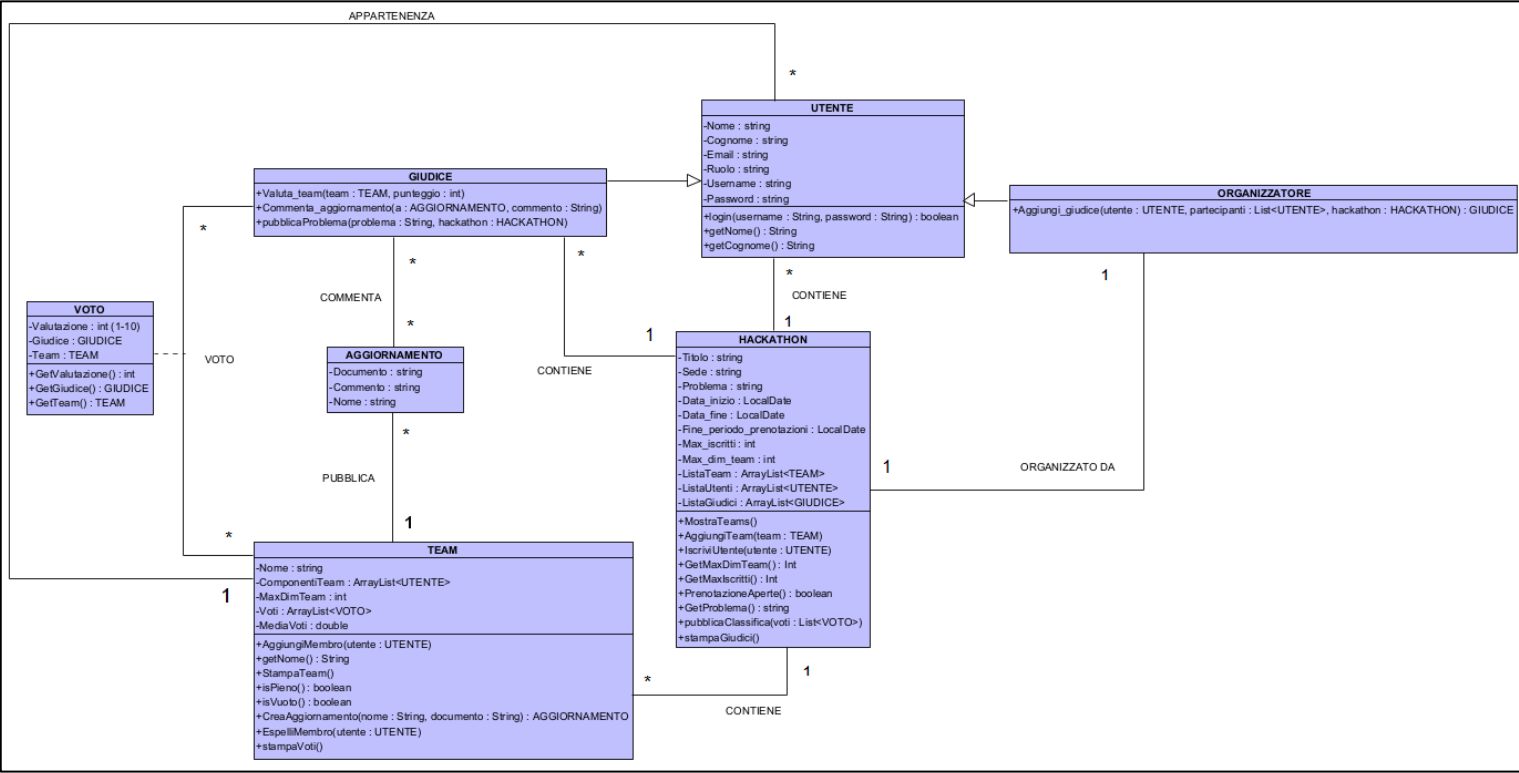 APPARTENENZA
*
UTENTE
-Nome : string
-Cognome : string
-Email : string
-Ruolo : string
-Username : string
-Password : string
+login(username : String, password : String) : boolean
+getNome() : String
+getCognome() : String
GIUDICE
+Valuta_team(team : TEAM, punteggio : int)
+Commenta_aggiornamento(a : AGGIORNAMENTO, commento : String)
+pubblicaProblema(problema : String, hackathon : HACKATHON)
ORGANIZZATORE
+Aggiungi_giudice(utente : UTENTE, partecipanti : List<UTENTE>, hackathon : HACKATHON) : GIUDICE
*
*
*
*
1
COMMENTA
CONTIENE
*
1
1
VOTO
-Valutazione : int (1-10)
-Giudice : GIUDICE
-Team : TEAM
+GetValutazione() : int
+GetGiudice() : GIUDICE
+GetTeam() : TEAM
VOTO
AGGIORNAMENTO
-Documento : string
-Commento : string
-Nome : string
CONTIENE
HACKATHON
-Titolo : string
-Sede : string
-Problema : string
-Data_inizio : LocalDate
-Data_fine : LocalDate
-Fine_periodo_prenotazioni : LocalDate
-Max_iscritti : int
-Max_dim_team : int
-ListaTeam : ArrayList<TEAM>
-ListaUtenti : ArrayList<UTENTE>
-ListaGiudici : ArrayList<GIUDICE>
+MostraTeams()
+AggiungiTeam(team : TEAM)
+IscriviUtente(utente : UTENTE)
+GetMaxDimTeam() : Int
+GetMaxIscritti() : Int
+PrenotazioneAperte() : boolean
+GetProblema() : string
+pubblicaClassifica(voti : List<VOTO>)
+stampaGiudici()
*
PUBBLICA
1
ORGANIZZATO DA
1
*
1
TEAM
-Nome : string
-ComponentiTeam : ArrayList<UTENTE>
-MaxDimTeam : int
-Voti : ArrayList<VOTO>
-MediaVoti : double
+AggiungiMembro(utente : UTENTE)
+getNome() : String
+StampaTeam()
+isPieno() : boolean
+isVuoto() : boolean
+CreaAggiornamento(nome : String, documento : String) : AGGIORNAMENTO
+EspelliMembro(utente : UTENTE)
+stampaVoti()
*
1
CONTIENE